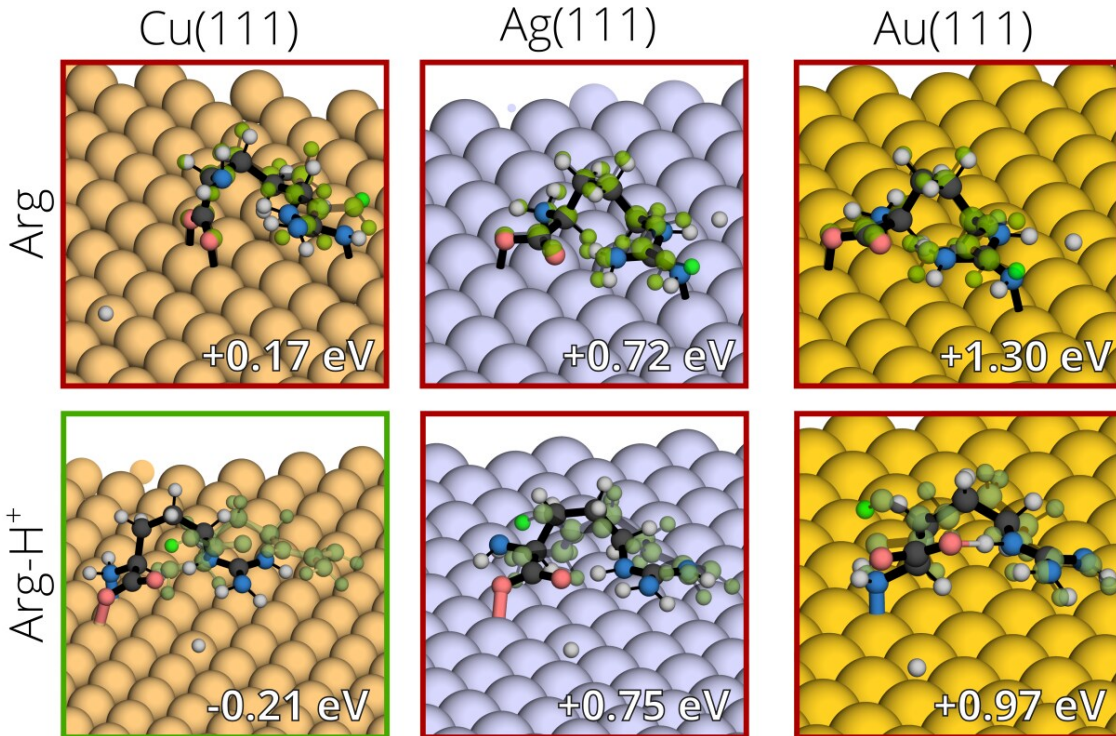 Cu(111) Ag(111) Au(111)
Arg
+0.17 eV +0.72 eV +1.30 eV
Arg-H⁺
-0.21 eV +0.75 eV +0.97 eV